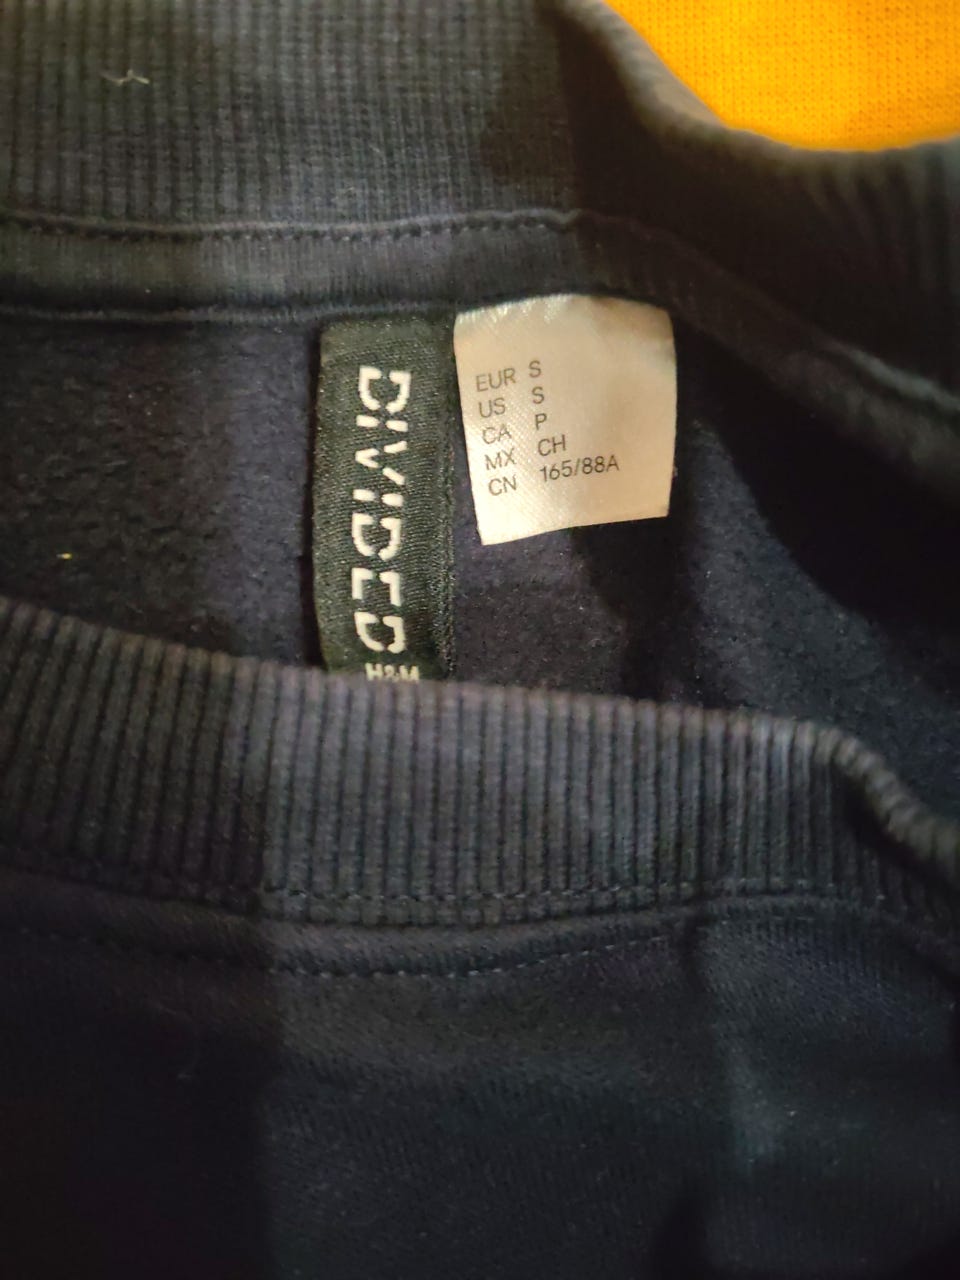 DIVIDED
H&M
EUR S
US S
CA P
MX CH
CN 165/88A